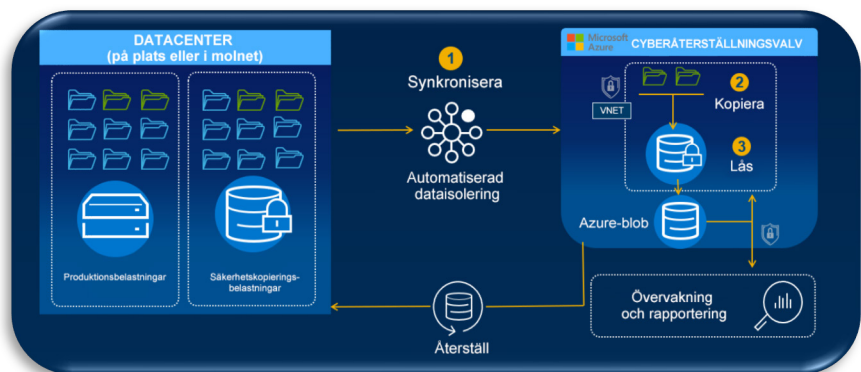 DATACENTER
(på plats eller i molnet)
Produktionsbelastningar
Säkerhetskopierings-
belastningar
1
Synkronisera
Automatiserad
dataisolering
Återställ
Microsoft
Azure
CYBERÅTERSTÄLLNINGSVALV
VNET
2
Kopiera
3
Lås
Azure-blob
Övervakning
och rapportering